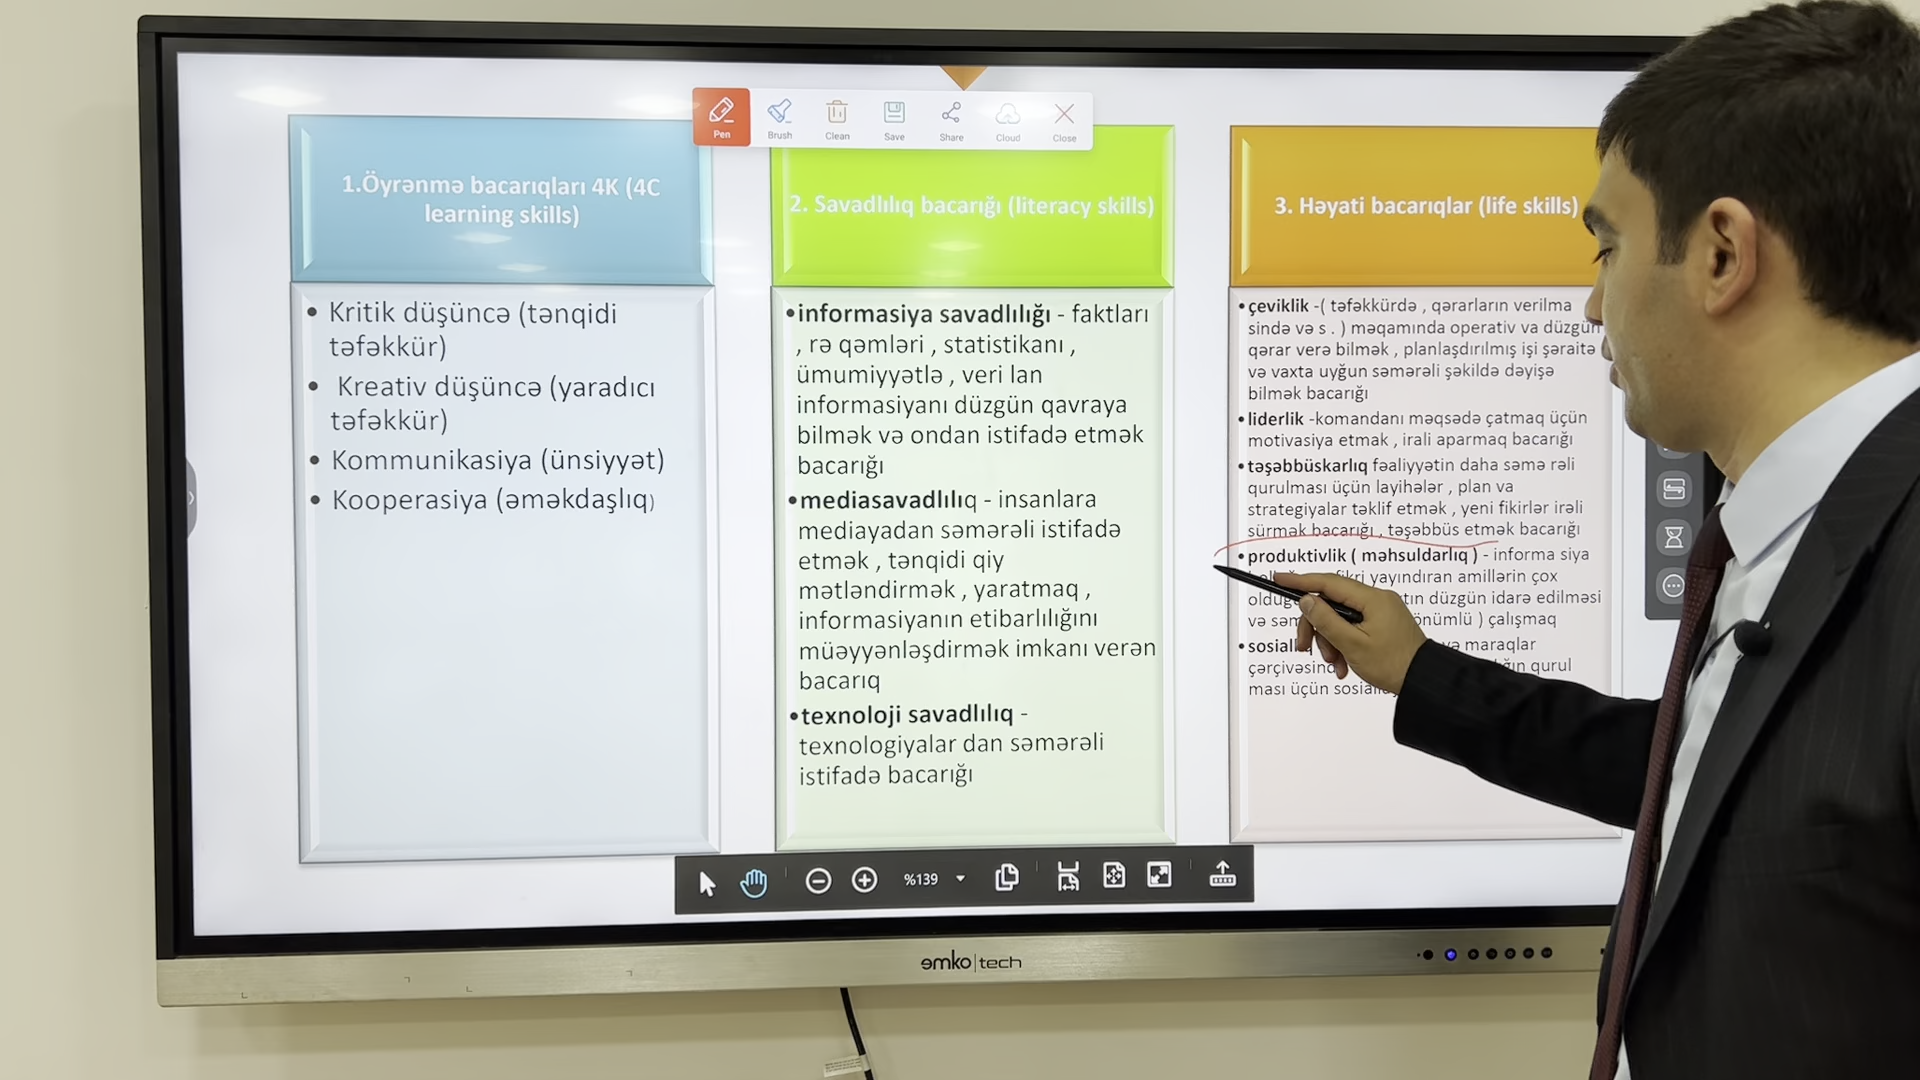 Pen Brush Clean Save Share Cloud Close
1.Öyrənmə bacarıqları 4K (4C
learning skills)
• Kritik düşüncə (tənqidi
təfəkkür)
• Kreativ düşüncə (yaradıcı
təfəkkür)
• Kommunikasiya (ünsiyyət)
• Kooperasiya (əməkdaşlıq)
2. Savadlılıq bacarığı (literacy skills)
•informasiya savadlılığı - faktları
, rə qəmləri , statistikanı ,
ümumiyyətlə , veri lan
informasiyanı düzgün qavraya
bilmək və ondan istifadə etmək
bacarığı
•mediasavadlılıq - insanlara
mediayadan səmərəli istifadə
etmək , tənqidi qiy
mətləndirmək , yaratmaq ,
informasiyanın etibarlılığını
müəyyənləşdirmək imkanı verən
bacarıq
•texnoloji savadlılıq -
texnologiyalar dan səmərəli
istifadə bacarığı
3. Həyati bacarıqlar (life skills)
•çeviklik -( təfəkkürdə , qərarların verilmə
sində və s . ) məqamında operativ va düzgün
qərar verə bilmək , planlaşdırılmış işi şəraitə
və vaxta uyğun səmərəli şəkildə dəyişə
bilmək bacarığı
•liderlik -komandanı məqsədə çatmaq üçün
motivasiya etmək , irali aparmaq bacarığı
•təşəbbüskarlıq fəaliyyətin daha səmə rəli
qurulması üçün layihələr , plan va
strategiyalar təklif etmək , yeni fikirlər irəli
sürmək bacarığı , təşəbbüs etmək bacarığı
•produktivlik ( məhsuldarlıq ) - informa siya
yayındıran amillərin çox
düzgün idarə edilməsi
və ) çalışmaq
• və maraqlar
çərçivəsində qurul
ması üçün
%139
emko|tech